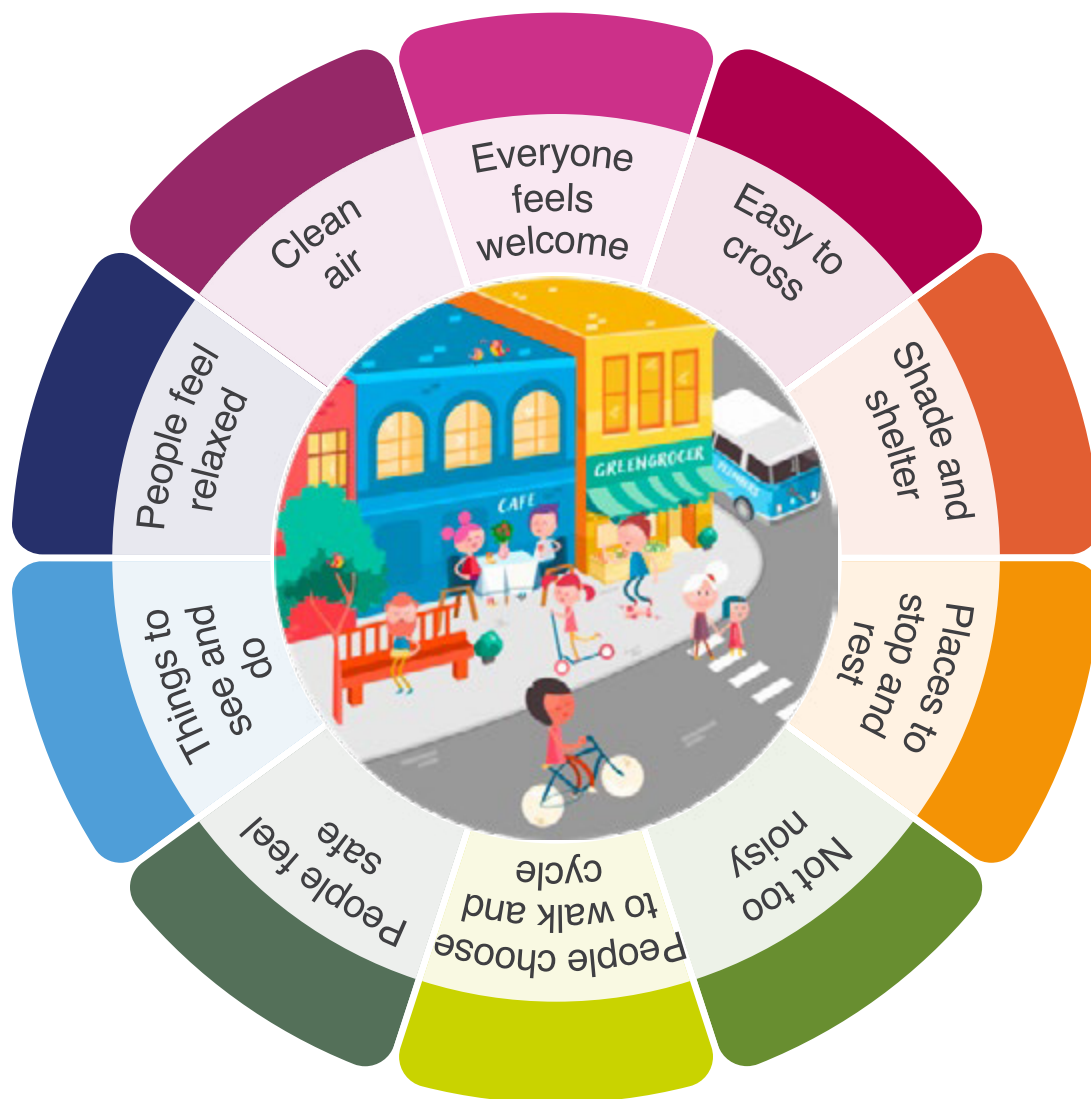 Everyone
feels
welcome
Easy to
cross
Shade and
shelter
Places to
stop and
rest
Not too
noisy
People choose
to walk and
cycle
People feel
safe
Things to
see and
do
People feel
relaxed
Clean
air
CAFE
GREENGROCER
PLUMBERS